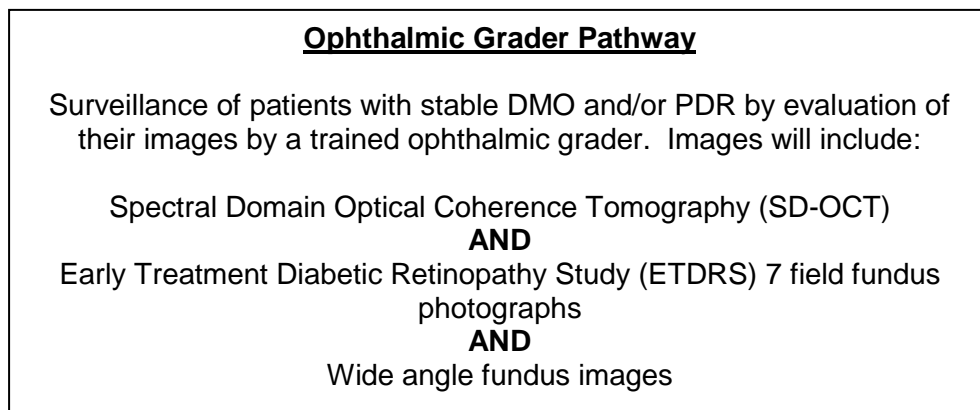 Ophthalmic Grader Pathway
Surveillance of patients with stable DMO and/or PDR by evaluation of
their images by a trained ophthalmic grader.  Images will include:
Spectral Domain Optical Coherence Tomography (SD-OCT)
AND
Early Treatment Diabetic Retinopathy Study (ETDRS) 7 field fundus
photographs
AND
Wide angle fundus images